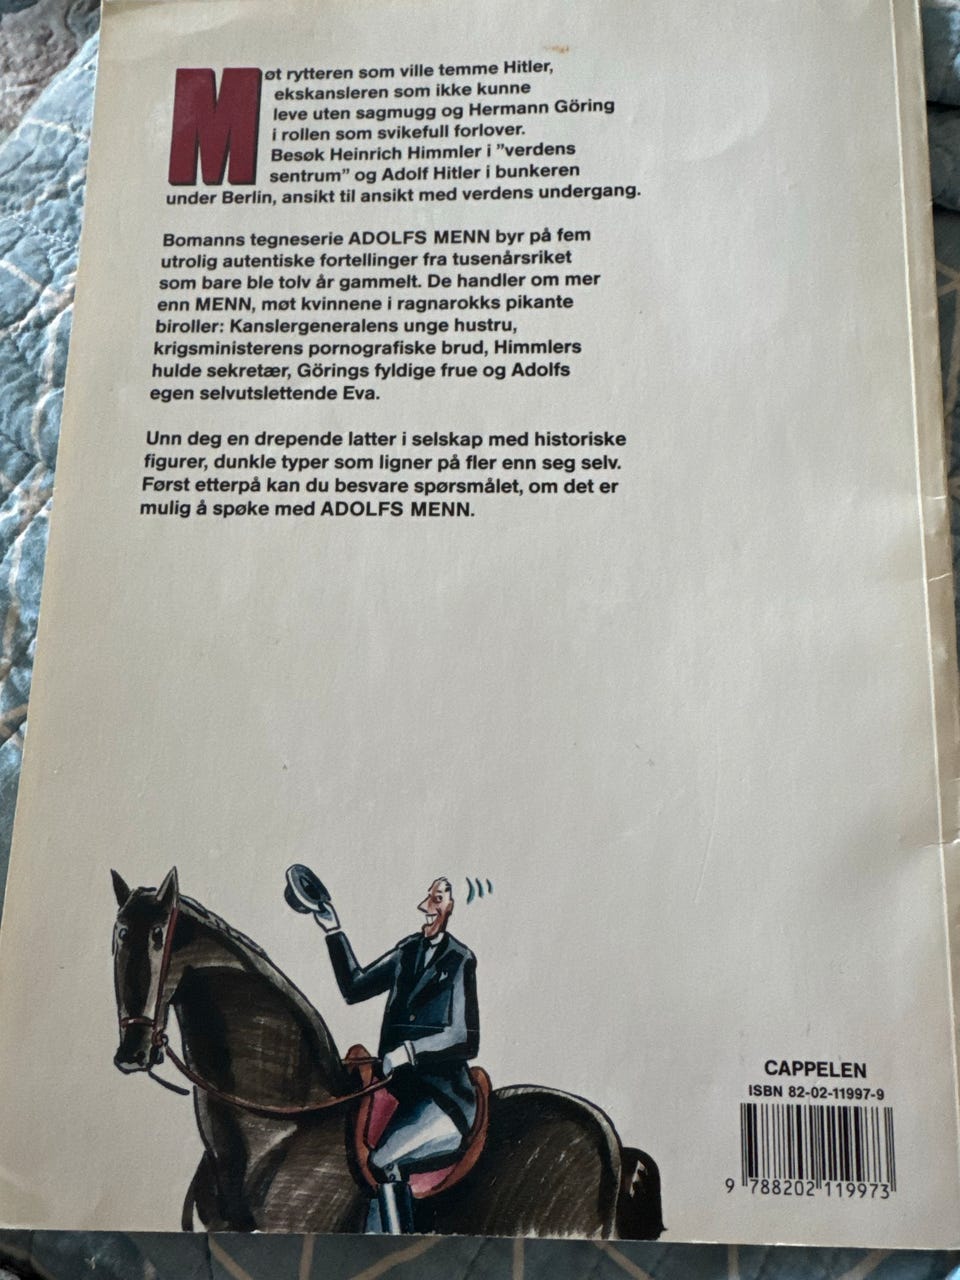 Møt rytteren som ville temme Hitler,
ekskansleren som ikke kunne
leve uten sagmugg og Hermann Göring
i rollen som svikefull forlover.
Besøk Heinrich Himmler i ”verdens
sentrum” og Adolf Hitler i bunkeren
under Berlin, ansikt til ansikt med verdens undergang.
Bomanns tegneserie ADOLFS MENN byr på fem
utrolig autentiske fortellinger fra tusenårsriket
som bare ble tolv år gammelt. De handler om mer
enn MENN, møt kvinnene i ragnarokks pikante
biroller: Kanslergeneralens unge hustru,
krigsministerens pornografiske brud, Himmlers
hulde sekretær, Görings fyldige frue og Adolfs
egen selvutslettende Eva.
Unn deg en drepende latter i selskap med historiske
figurer, dunkle typer som ligner på fler enn seg selv.
Først etterpå kan du besvare spørsmålet, om det er
mulig å spøke med ADOLFS MENN.
CAPPELEN
ISBN 82-02-11997-9
9 788202 119973